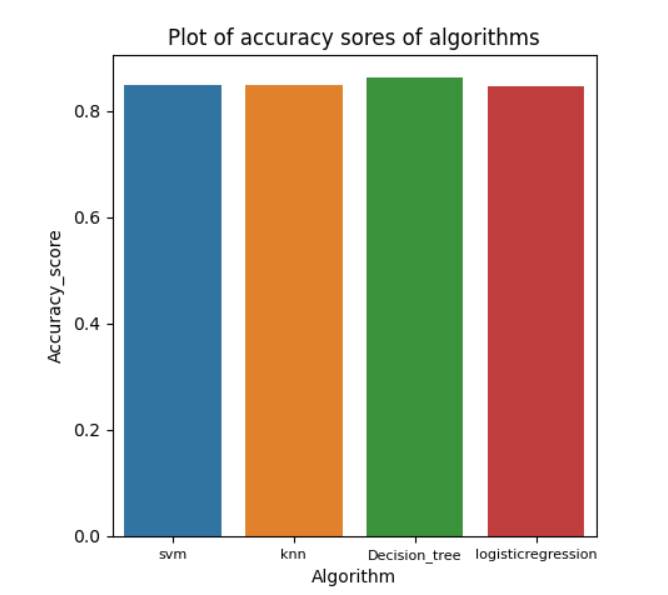 Plot of accuracy sores of algorithms
0.8
0.6
0.4
0.2
0.0
Accuracy_score
svm knn Decision_tree logisticregression
Algorithm